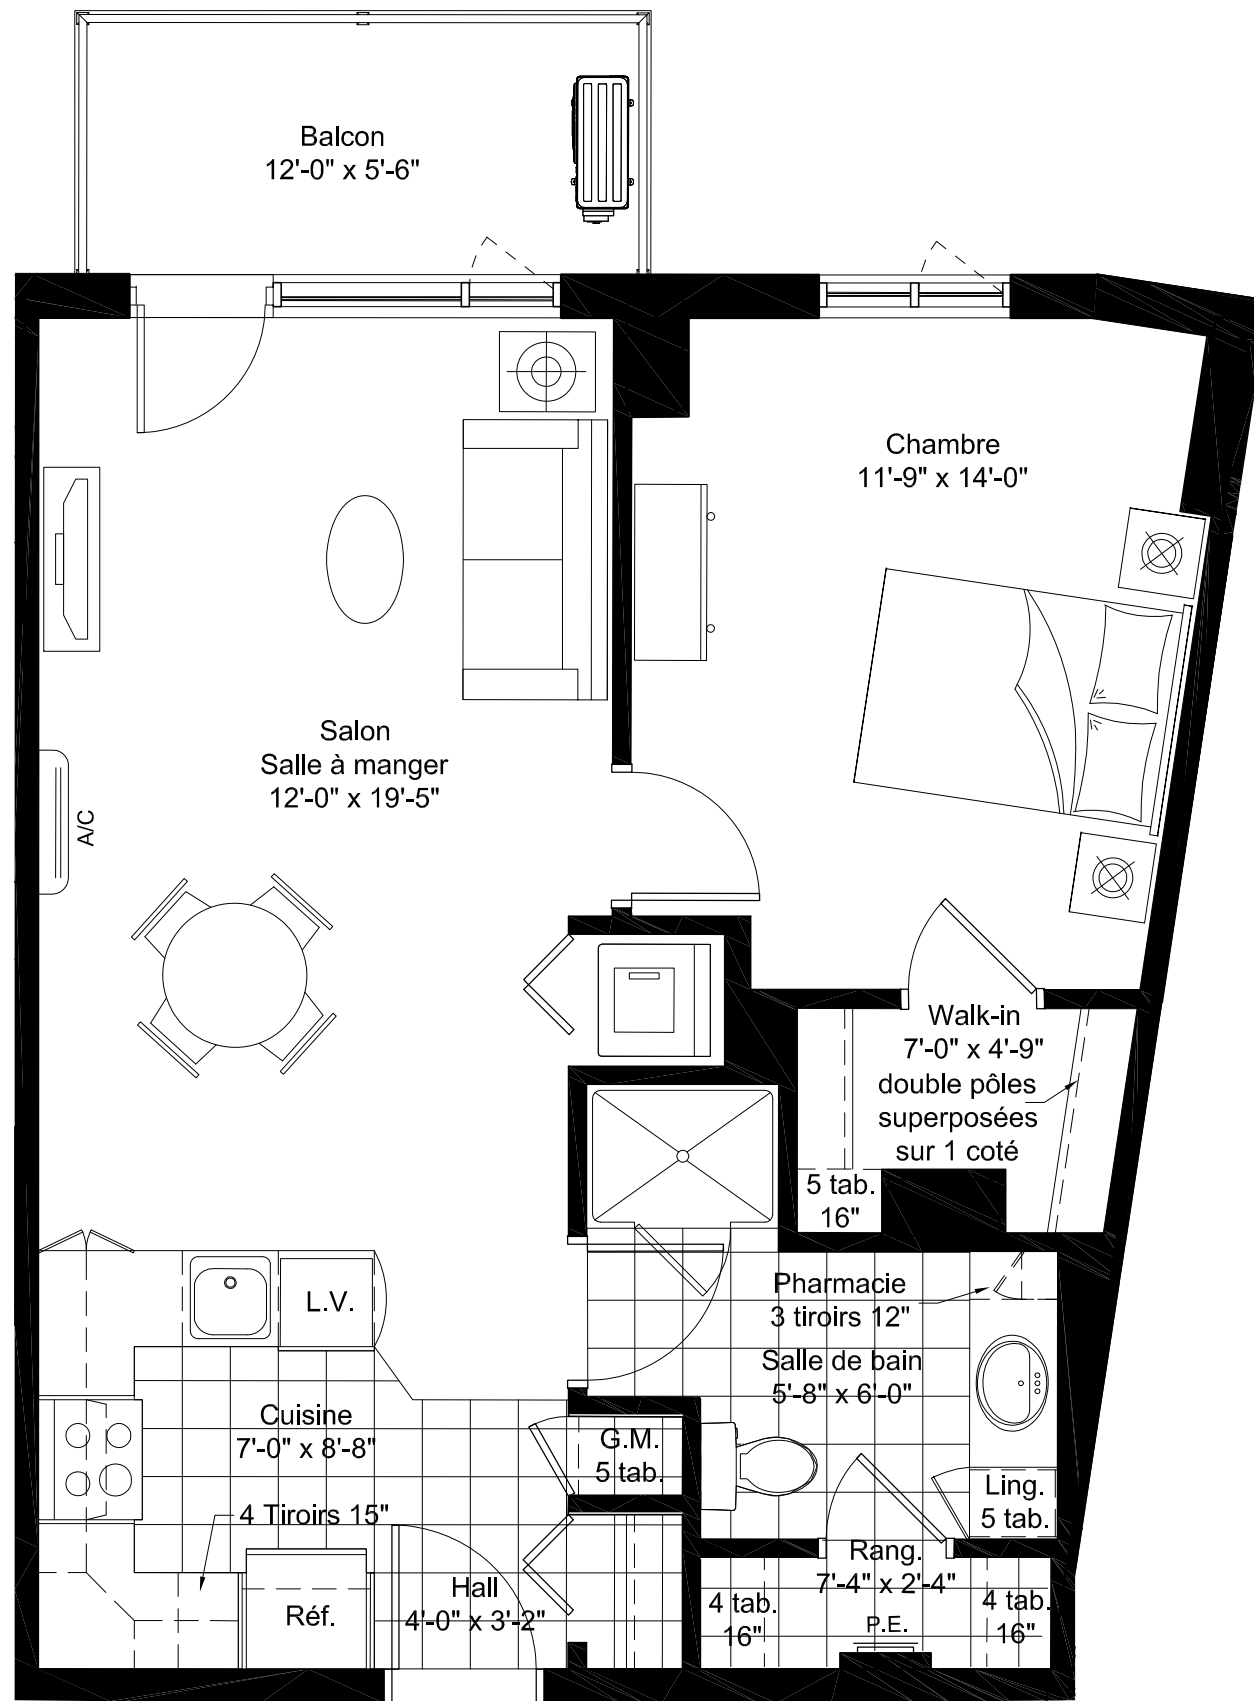 Balcon
12'-0" x 5'-6"
Chambre
11'-9" x 14'-0"
Salon
Salle à manger
12'-0" x 19'-5"
A/C
Walk-in
7'-0" x 4'-9"
double pôles
superposées
sur 1 coté
5 tab.
16"
L.V.
Pharmacie
3 tiroirs 12"
Salle de bain
5'-8" x 6'-0"
Cuisine
7'-0" x 8'-8"
G.M.
5 tab.
4 Tiroirs 15"
Ling.
5 tab.
Hall
4'-0" x 3'-2"
Réf.
Rang.
7'-4" x 2'-4"
4 tab.
16"
P.E.
4 tab.
16"